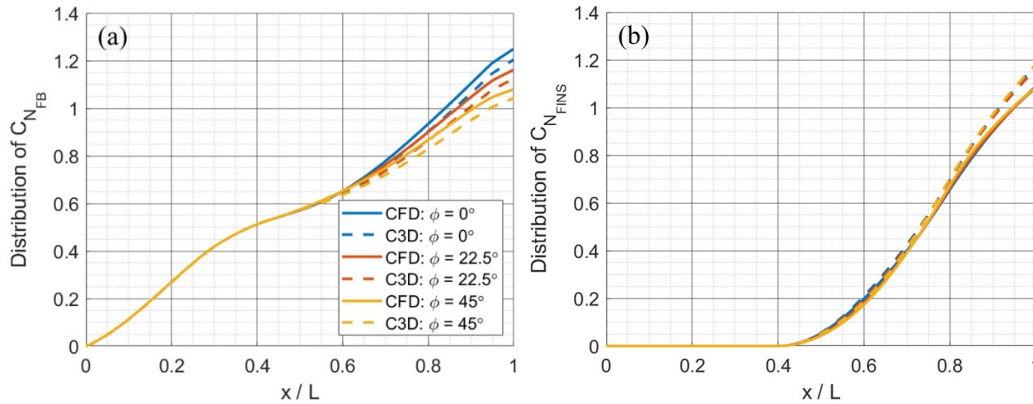 (a)
Distribution of C_N_FB
1.4
1.2
1
0.8
0.6
0.4
0.2
0
0
0.2
0.4
0.6
0.8
1
x / L
CFD: ϕ = 0°
C3D: ϕ = 0°
CFD: ϕ = 22.5°
C3D: ϕ = 22.5°
CFD: ϕ = 45°
C3D: ϕ = 45°
(b)
Distribution of C_N_FINS
1.4
1.2
1
0.8
0.6
0.4
0.2
0
0
0.2
0.4
0.6
0.8
x / L